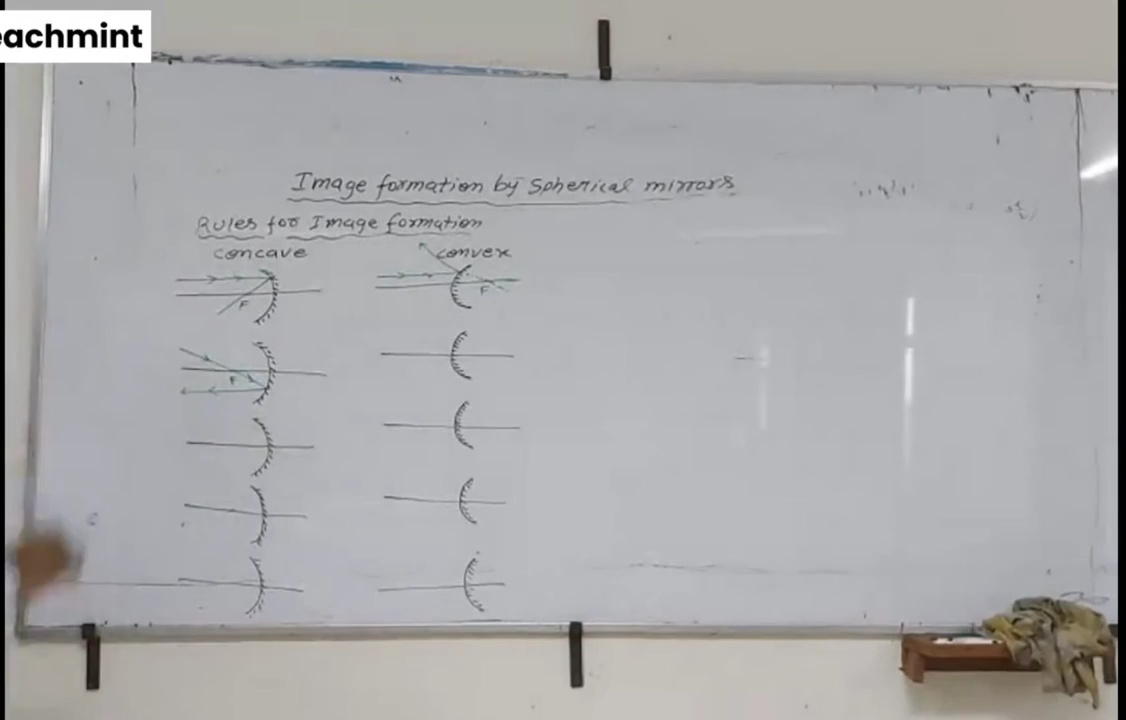 eachmint
Image formation by Spherical mirrors
Rules for Image formation
concave convex
F F
F